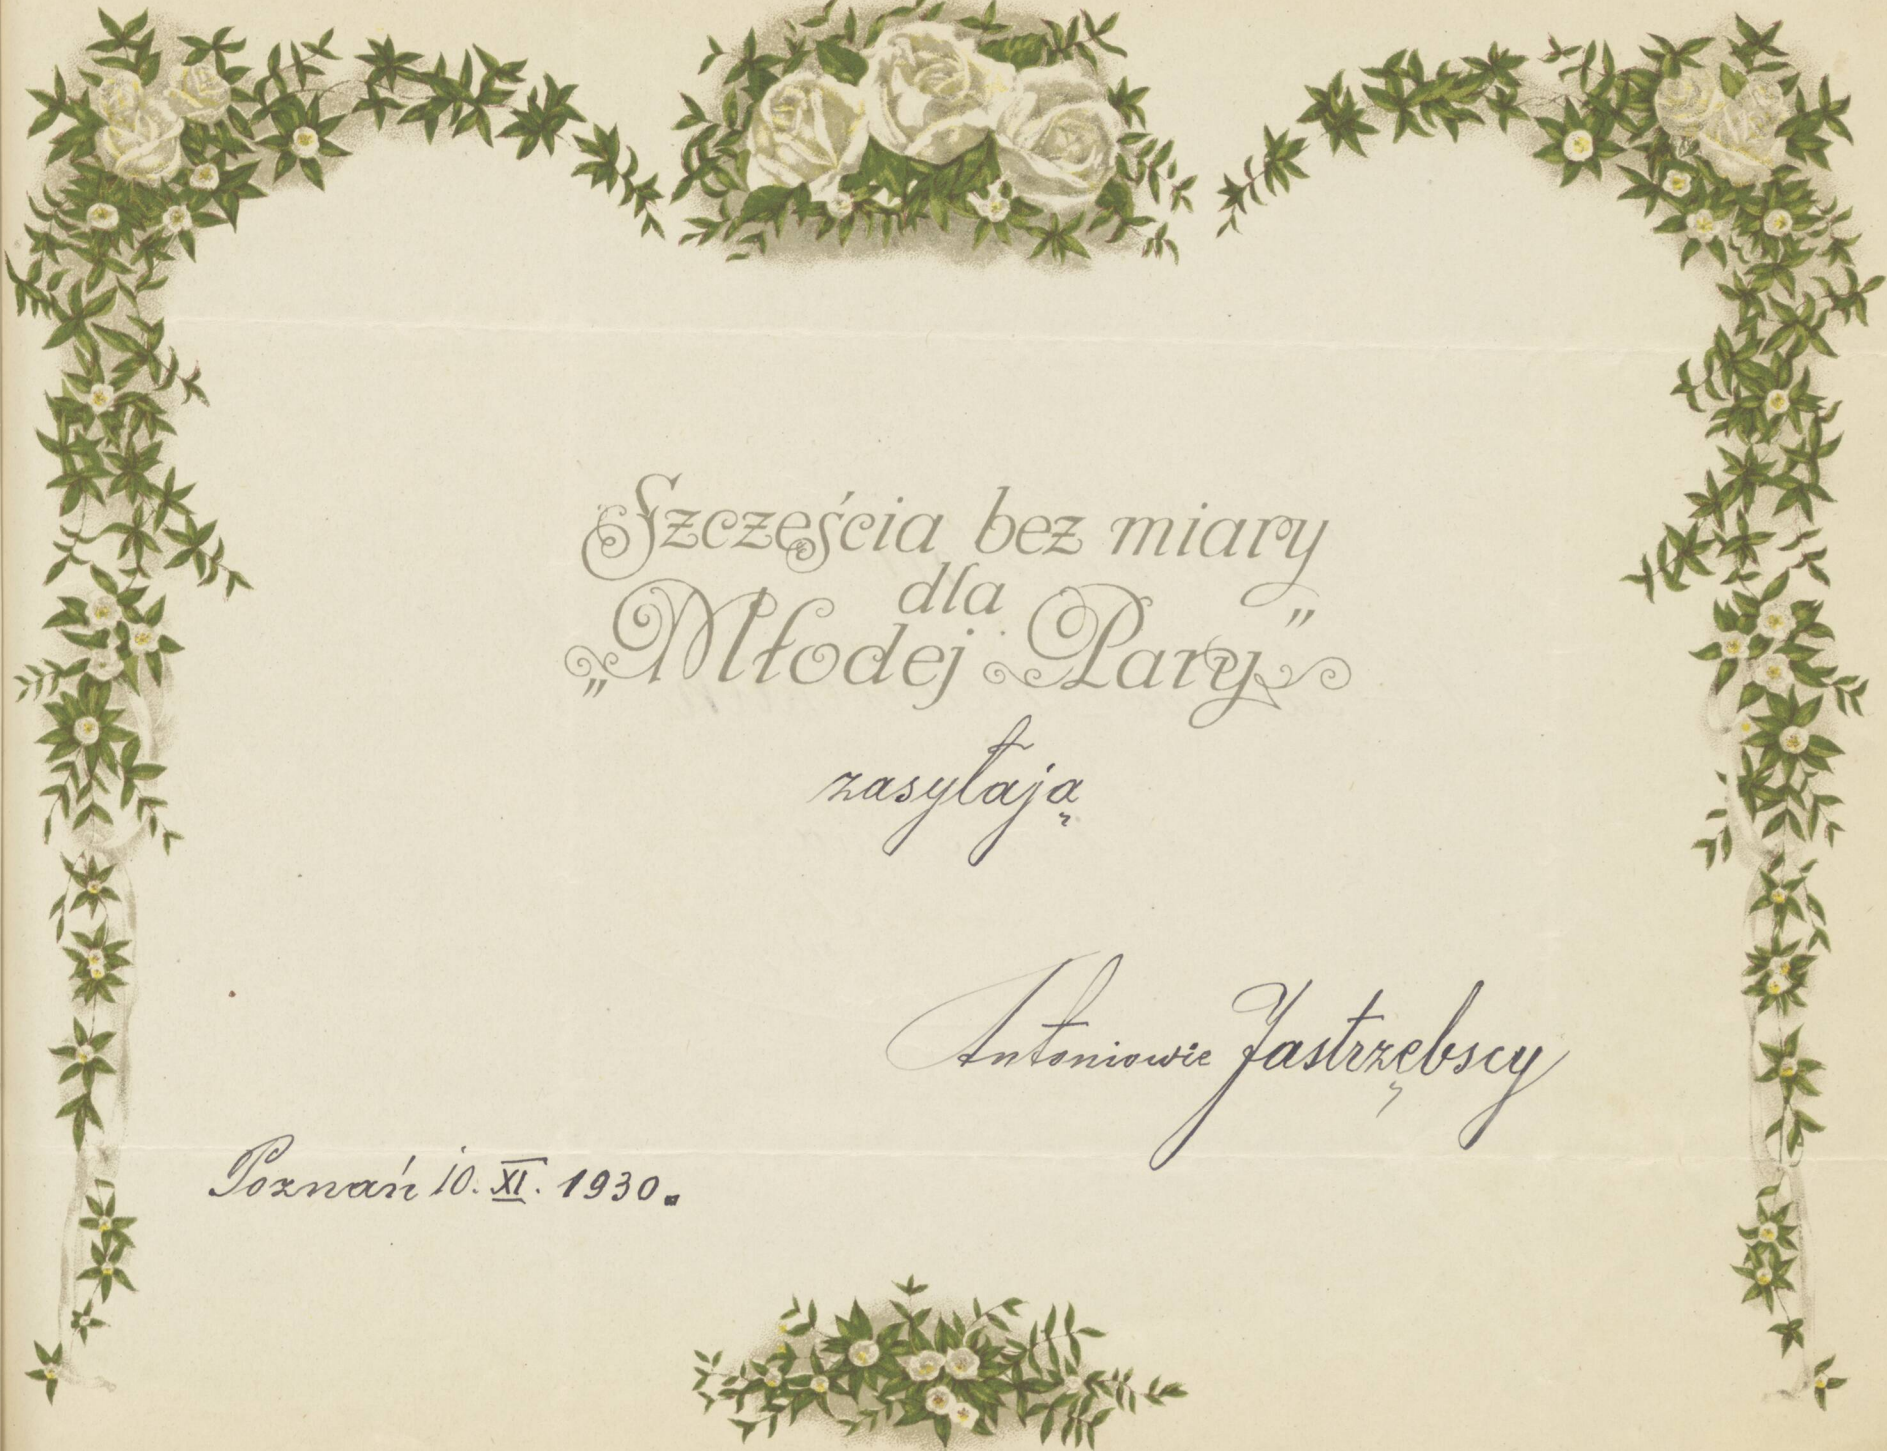 Szczęścia bez miary
dla
„Młodej Pary”
zasyłają
Antoniowie Jastrzębscy
Poznań 10. XI. 1930.